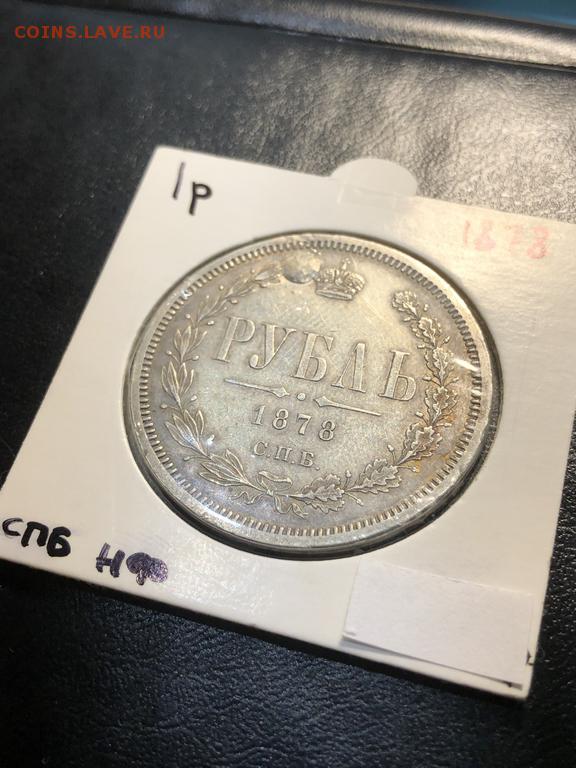 COINS.LAVE.RU
1р
1878
РУБЛЬ
1878
С.П.Б.
СПБ НФ